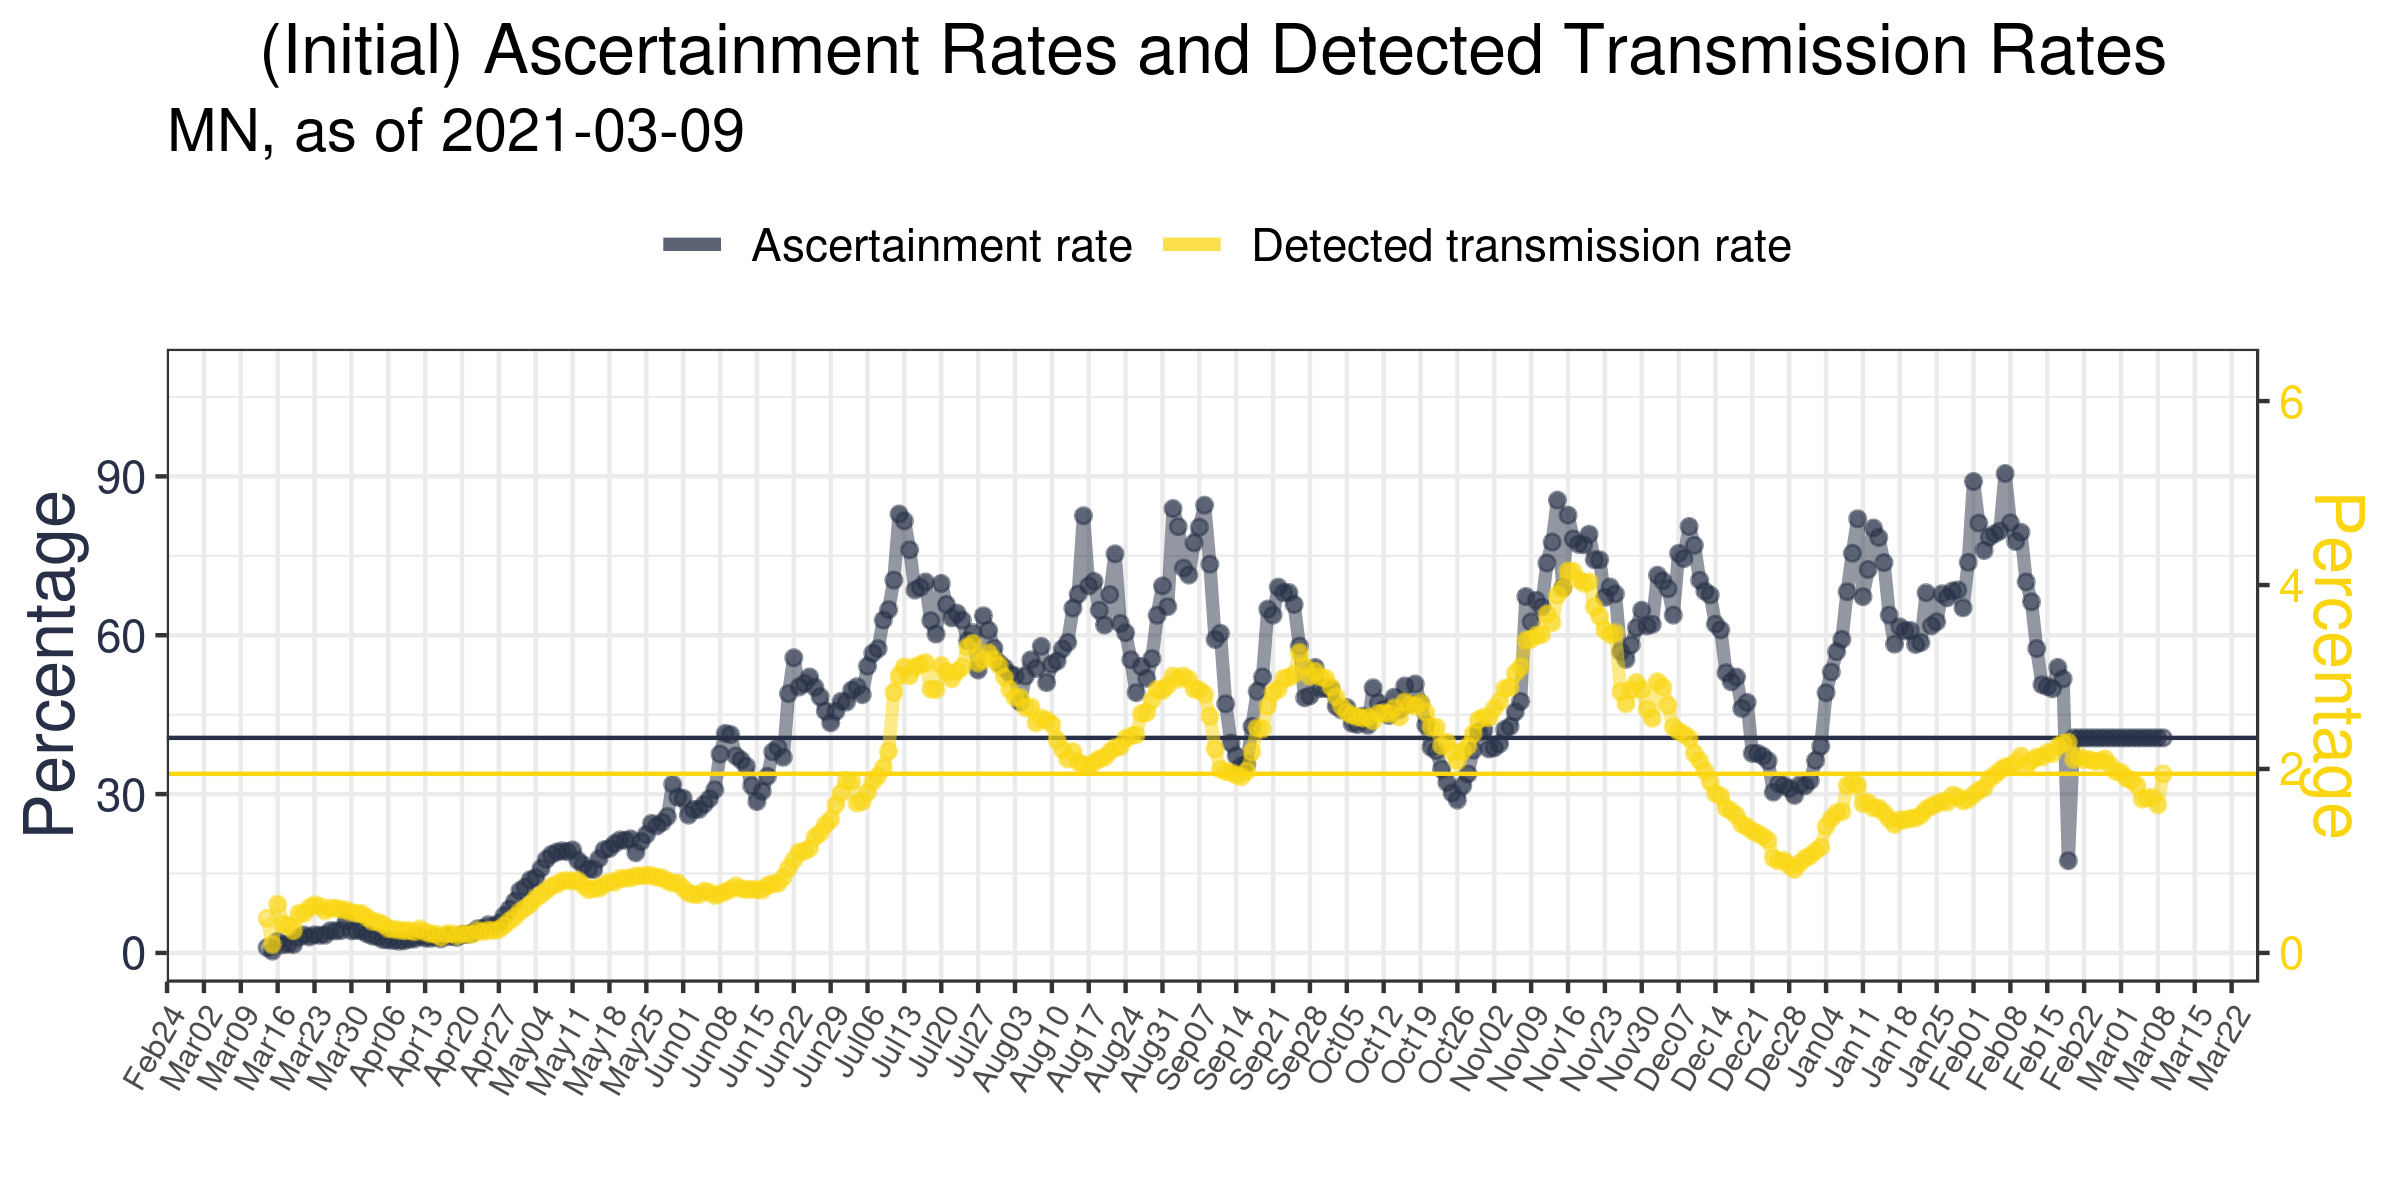 (Initial) Ascertainment Rates and Detected Transmission Rates
MN, as of 2021-03-09
Ascertainment rate Detected transmission rate
Percentage
90
60
30
0
6
4
2
0
Percentage
Feb24 Mar02 Mar09 Mar16 Mar23 Mar30 Apr06 Apr13 Apr20 Apr27 May04 May11 May18 May25 Jun01 Jun08 Jun15 Jun22 Jun29 Jul06 Jul13 Jul20 Jul27 Aug03 Aug10 Aug17 Aug24 Aug31 Sep07 Sep14 Sep21 Sep28 Oct05 Oct12 Oct19 Oct26 Nov02 Nov09 Nov16 Nov23 Nov30 Dec07 Dec14 Dec21 Dec28 Jan04 Jan11 Jan18 Jan25 Feb01 Feb08 Feb15 Feb22 Mar01 Mar08 Mar15 Mar22